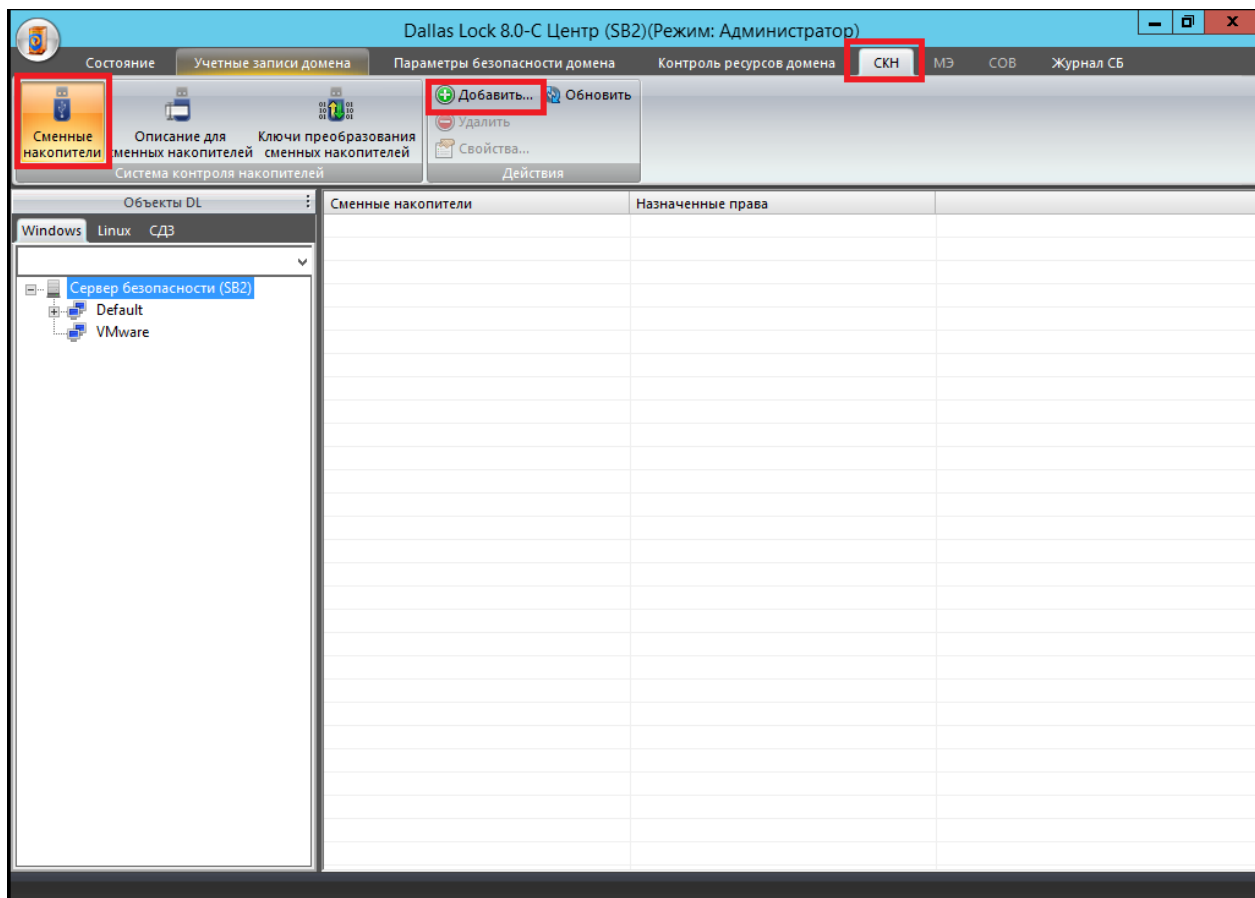 Dallas Lock 8.0-C Центр (SB2)(Режим: Администратор)
Состояние Учетные записи домена Параметры безопасности домена Контроль ресурсов домена СКН МЭ СОВ Журнал СБ
Сменные накопители
Описание для сменных накопителей
Ключи преобразования сменных накопителей
Система контроля накопителей
Добавить... Обновить
Удалить
Свойства...
Действия
Объекты DL
Windows Linux СДЗ
Сервер безопасности (SB2)
Default
VMware
Сменные накопители Назначенные права